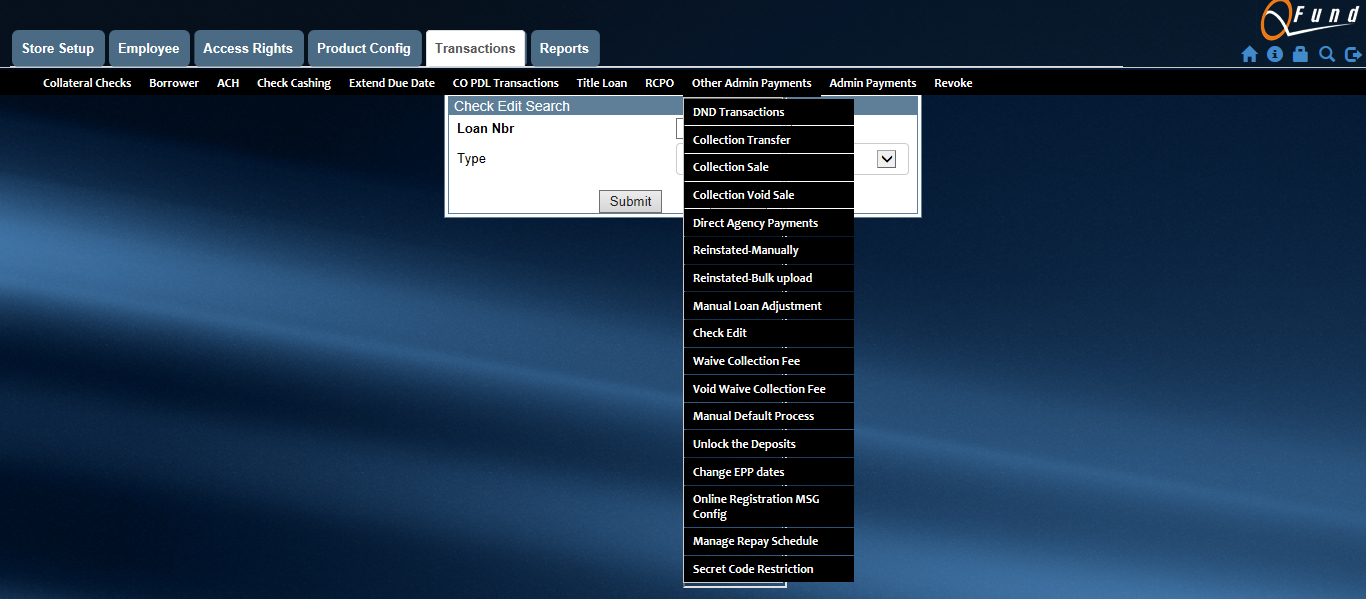 QFund
Store Setup
Employee
Access Rights
Product Config
Transactions
Reports
Collateral Checks
Borrower
ACH
Check Cashing
Extend Due Date
CO PDL Transactions
Title Loan
RCPO
Other Admin Payments
Admin Payments
Revoke
Check Edit Search
Loan Nbr
Type
Submit
DND Transactions
Collection Transfer
Collection Sale
Collection Void Sale
Direct Agency Payments
Reinstated-Manually
Reinstated-Bulk upload
Manual Loan Adjustment
Check Edit
Waive Collection Fee
Void Waive Collection Fee
Manual Default Process
Unlock the Deposits
Change EPP dates
Online Registration MSG
Config
Manage Repay Schedule
Secret Code Restriction